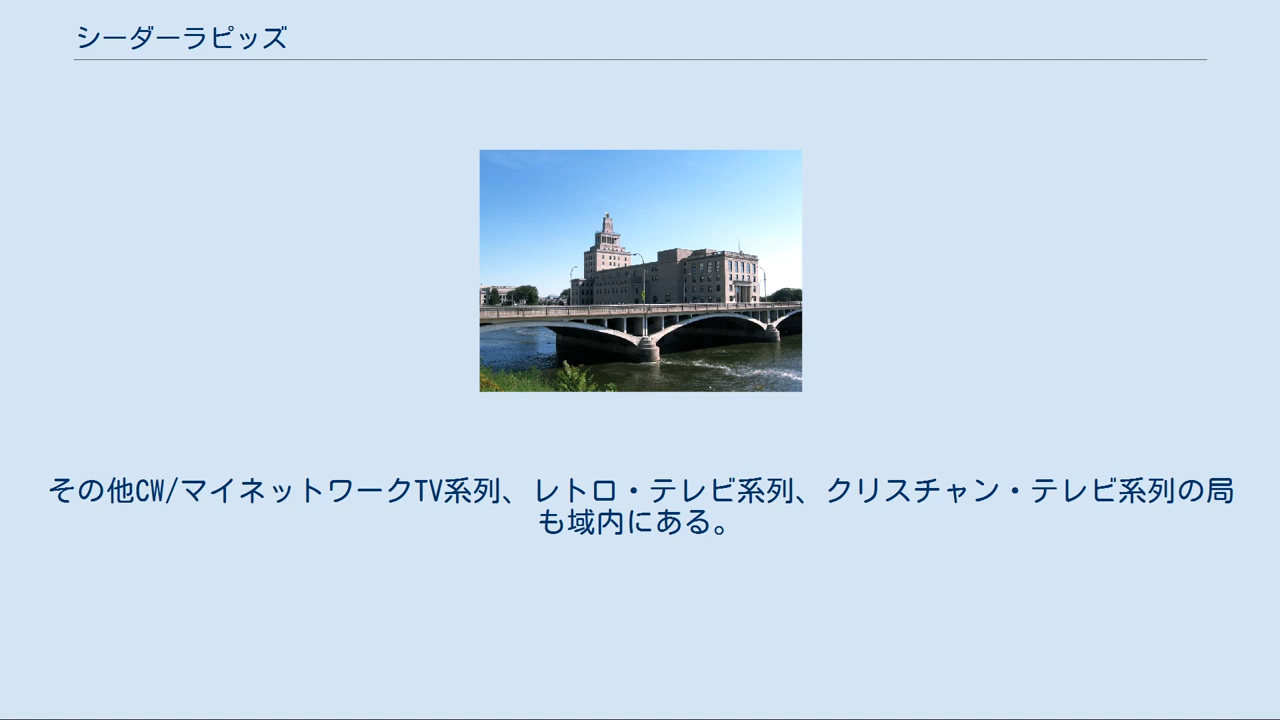 シーダーラピッズ
その他CW/マイネットワークTV系列、レトロ・テレビ系列、クリスチャン・テレビ系列の局
も域内にある。